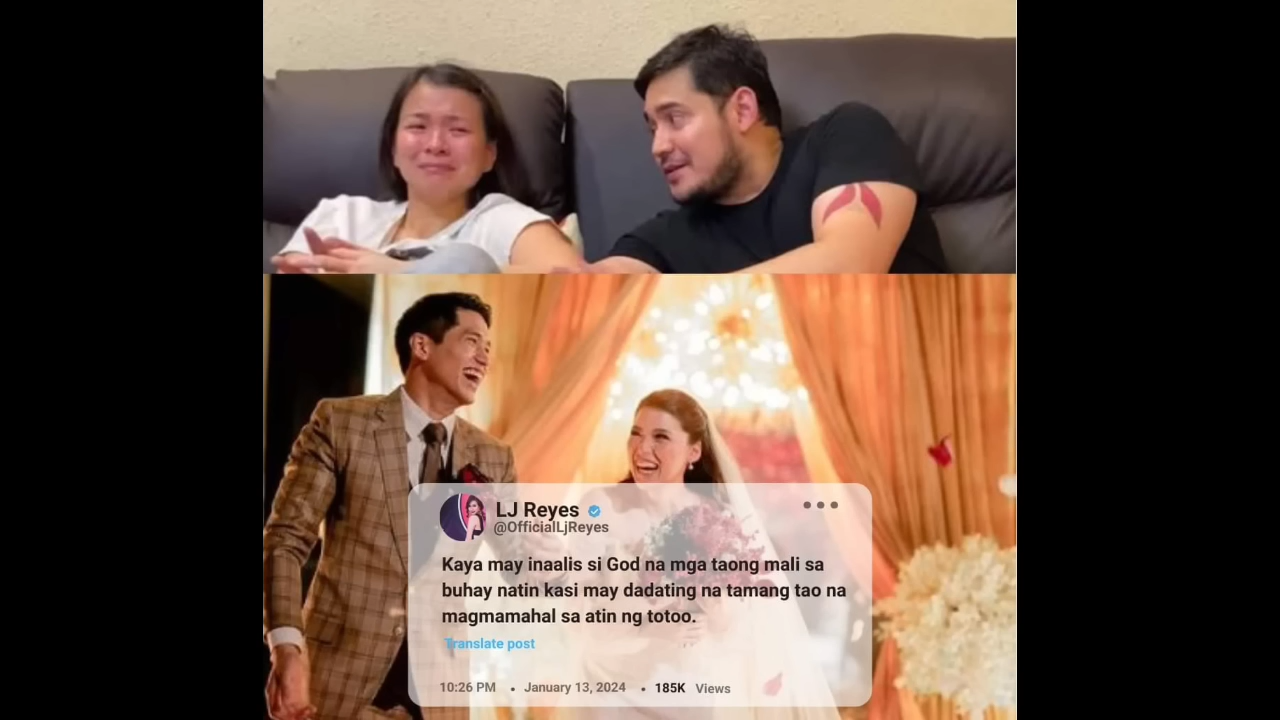 LJ Reyes
@OfficialLjReyes
Kaya may inaalis si God na mga taong mali sa
buhay natin kasi may dadating na tamang tao na
magmamahal sa atin ng totoo.
Translate post
10:26 PM • January 13, 2024 • 185K Views